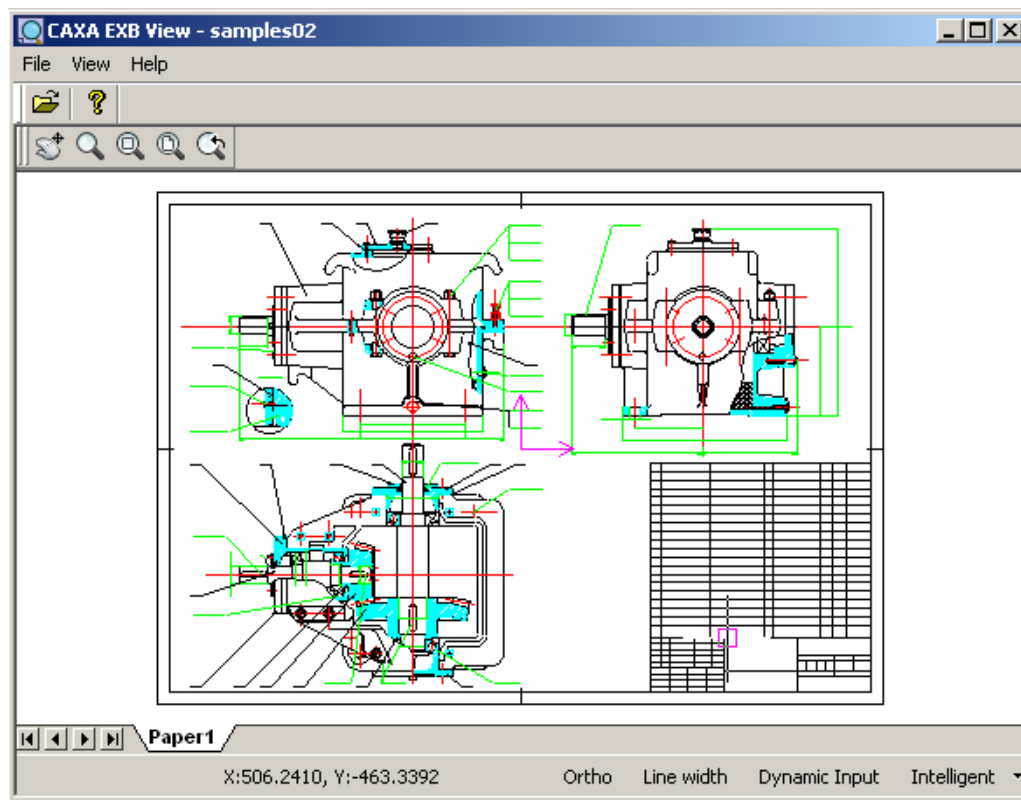 CAXA EXB View - samples02
File View Help
Paper1
X:506.2410, Y:-463.3392 Ortho Line width Dynamic Input Intelligent